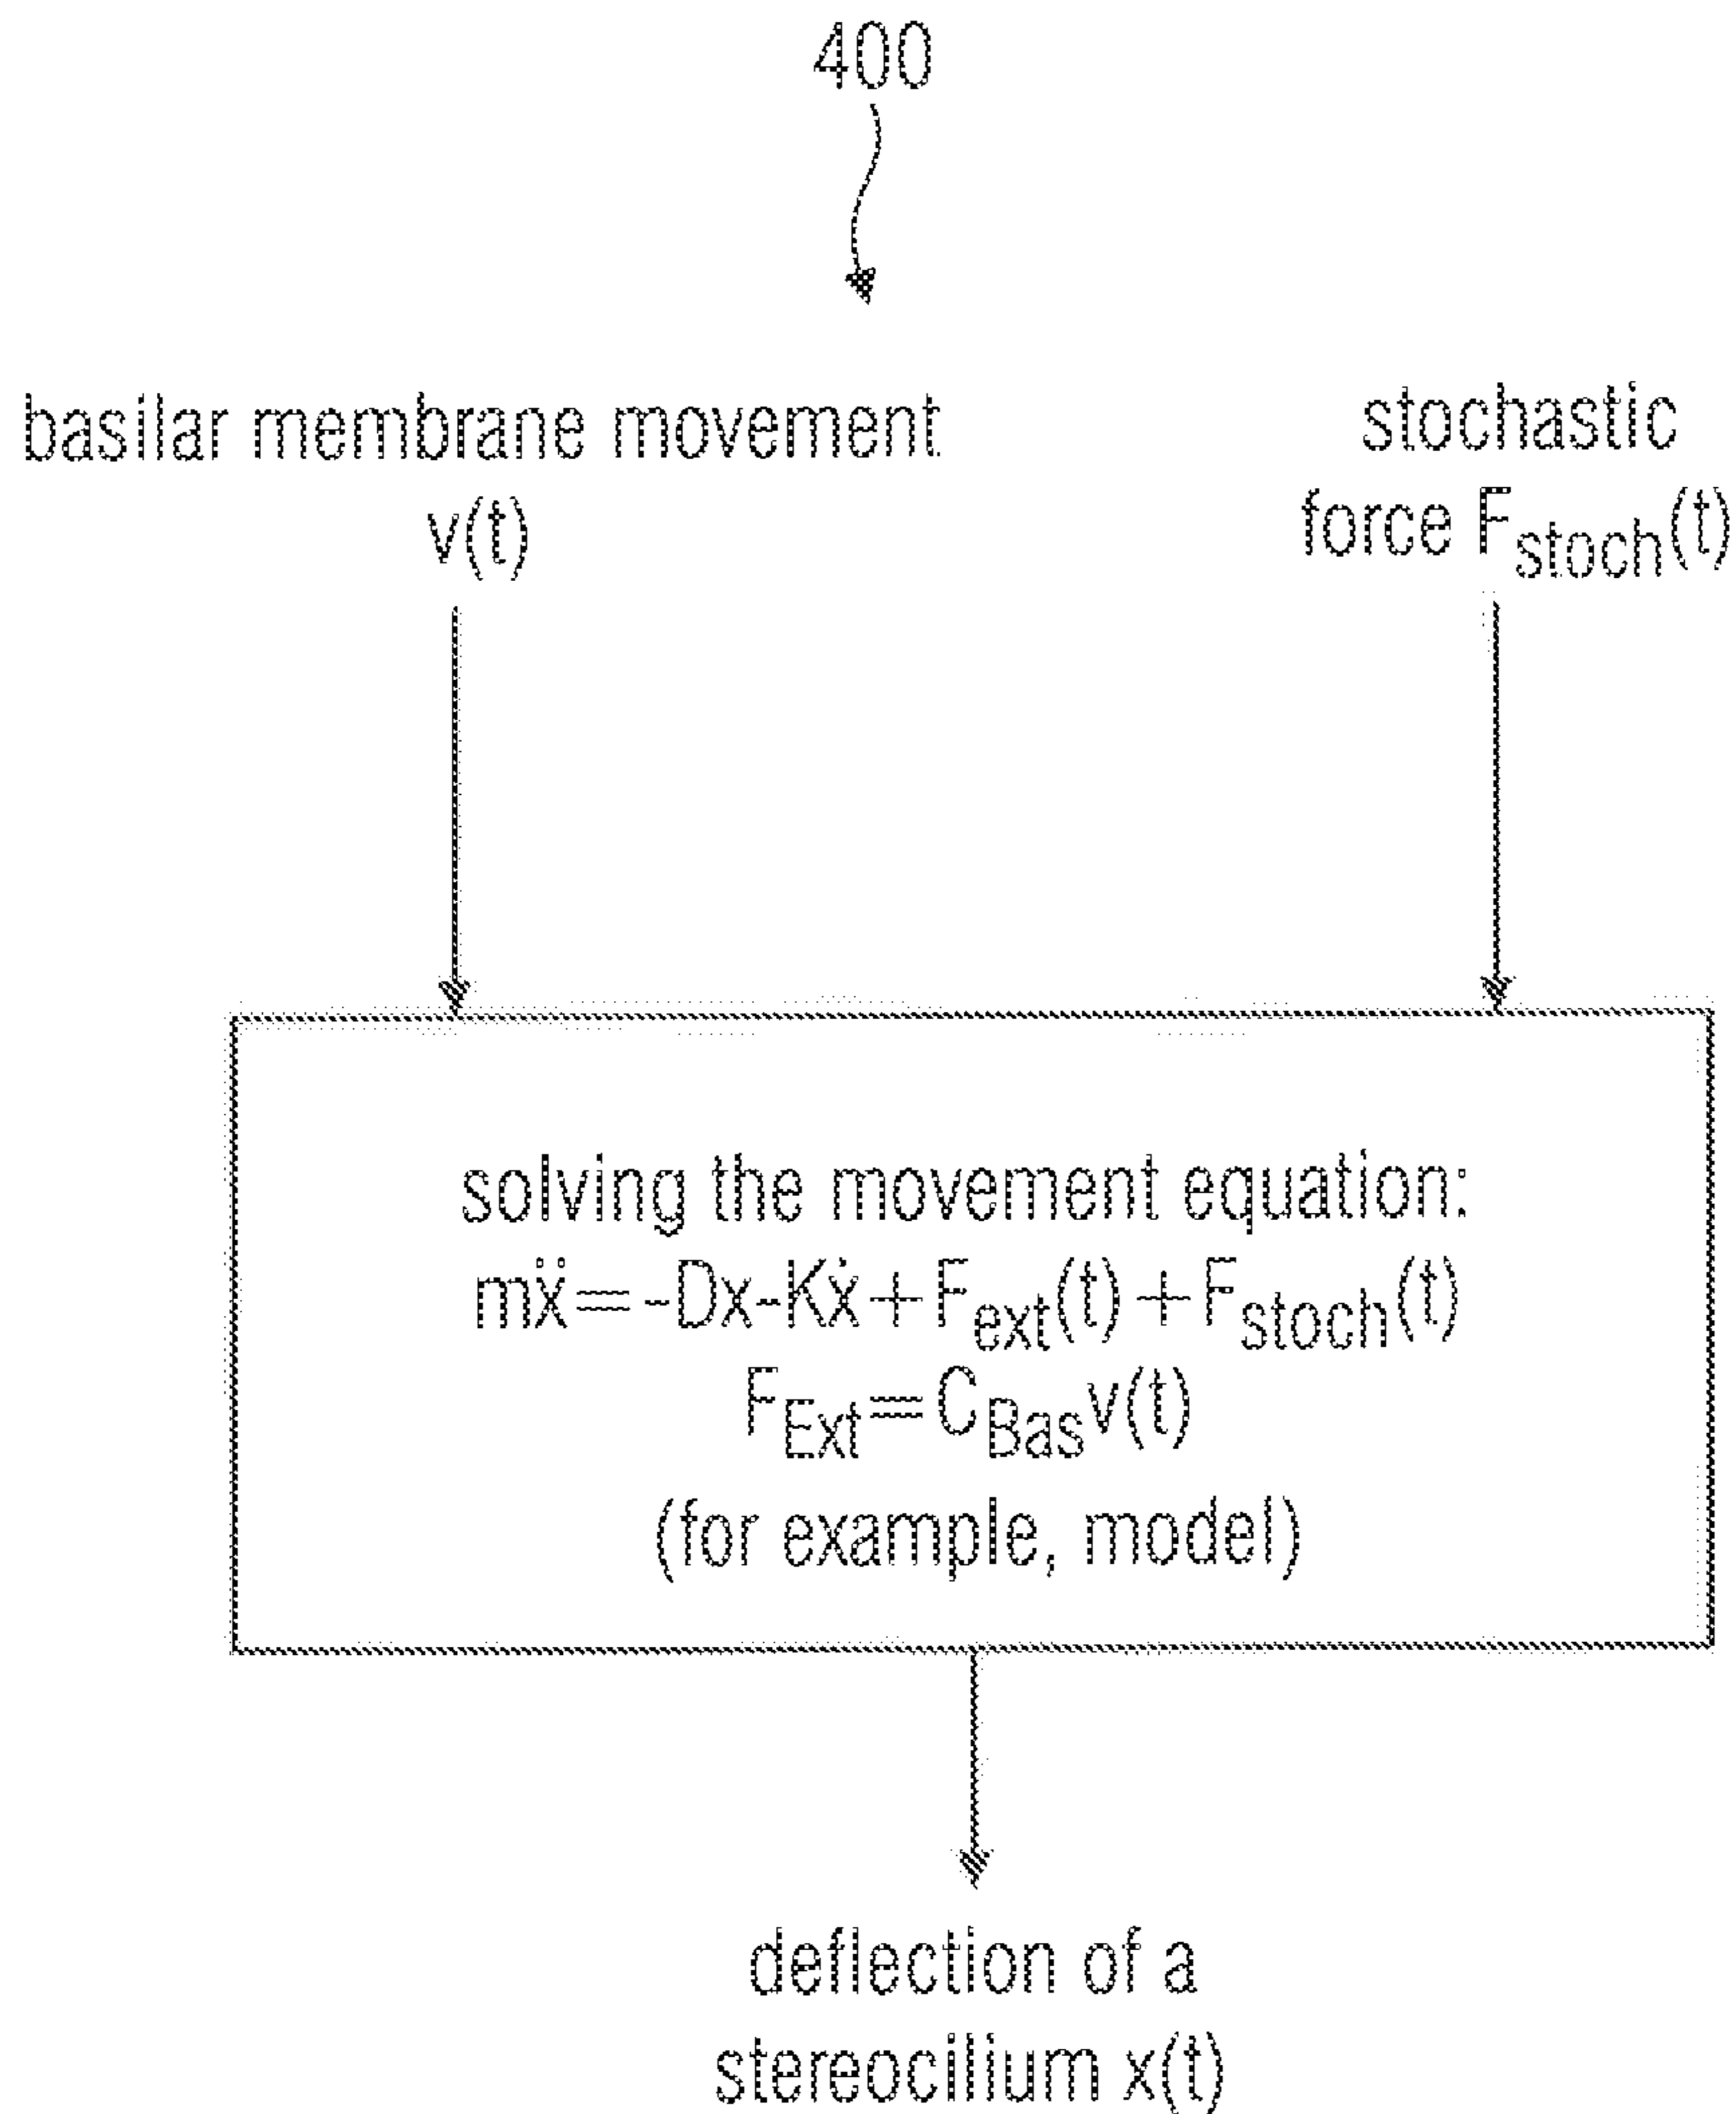 400
basilar membrane movement
v(t)
stochastic
force F_stoch(t)
solving the movement equation:
mẍ=-Dx-Kẋ+F_ext(t)+F_stoch(t)
F_Ext=C_Bas v(t)
(for example, model)
deflection of a
stereocilium x(t)